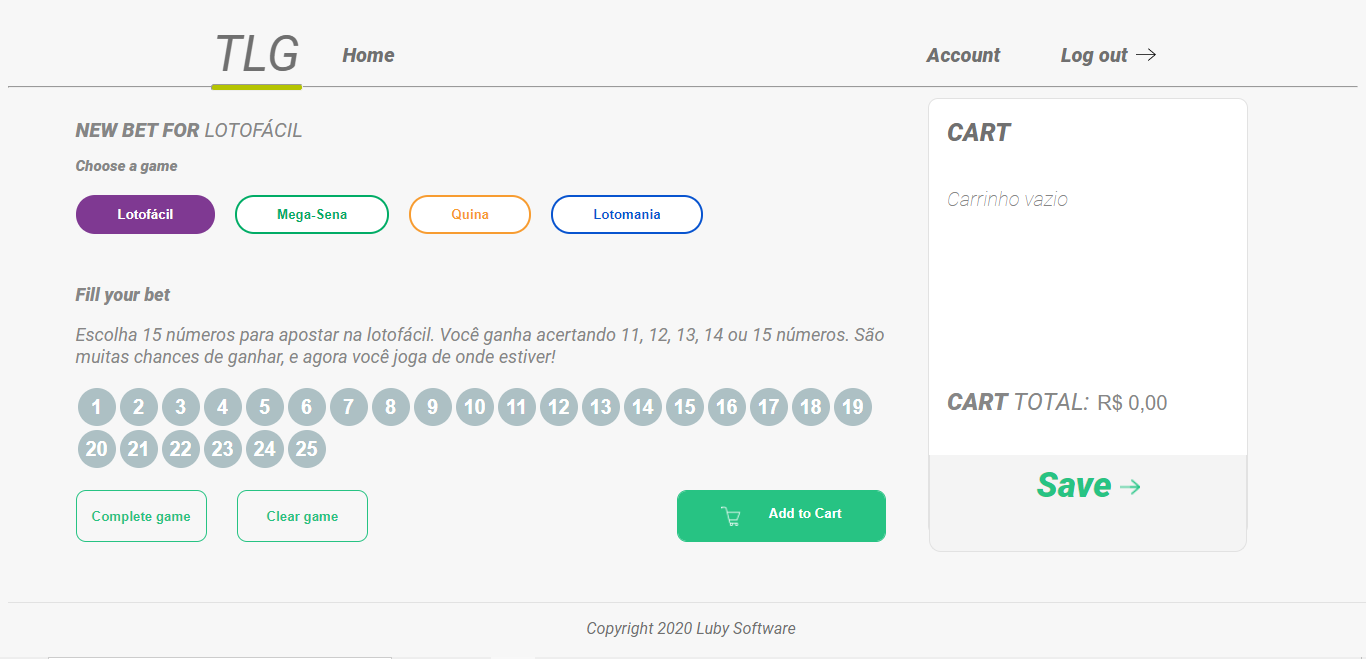 TLG
Home
Account
Log out
NEW BET FOR LOTOFÁCIL
Choose a game
Lotofácil
Mega-Sena
Quina
Lotomania
Fill your bet
Escolha 15 números para apostar na lotofácil. Você ganha acertando 11, 12, 13, 14 ou 15 números. São
muitas chances de ganhar, e agora você joga de onde estiver!
1 2 3 4 5 6 7 8 9 10 11 12 13 14 15 16 17 18 19
20 21 22 23 24 25
Complete game
Clear game
Add to Cart
CART
Carrinho vazio
CART TOTAL: R$ 0,00
Save
Copyright 2020 Luby Software